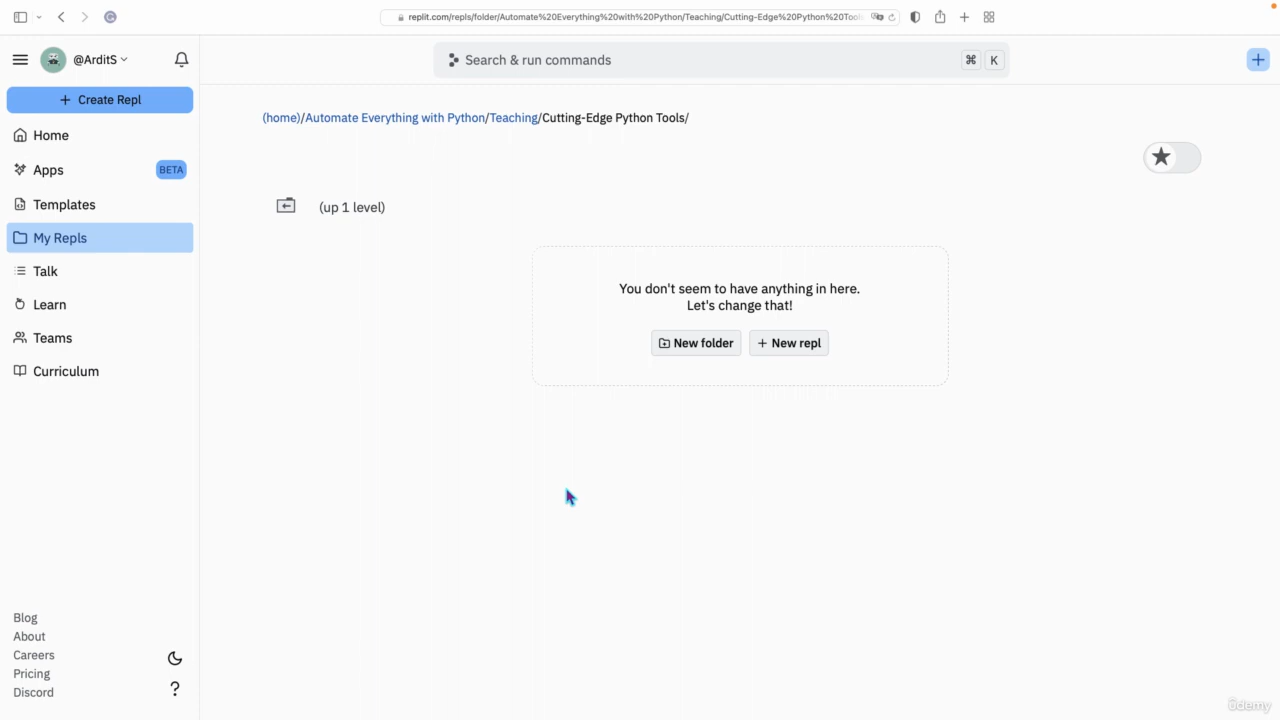 replit.com/repls/folder/Automate%20Everything%20with%20Python/Teaching/Cutting-Edge%20Python%20Tool
@ArditS
Search & run commands
⌘ K
+ Create Repl
Home
(home)/Automate Everything with Python/Teaching/Cutting-Edge Python Tools/
Apps
BETA
Templates
(up 1 level)
My Repls
Talk
You don't seem to have anything in here.
Let's change that!
Learn
Teams
New folder
+ New repl
Curriculum
Blog
About
Careers
Pricing
Discord
?
ûdemy